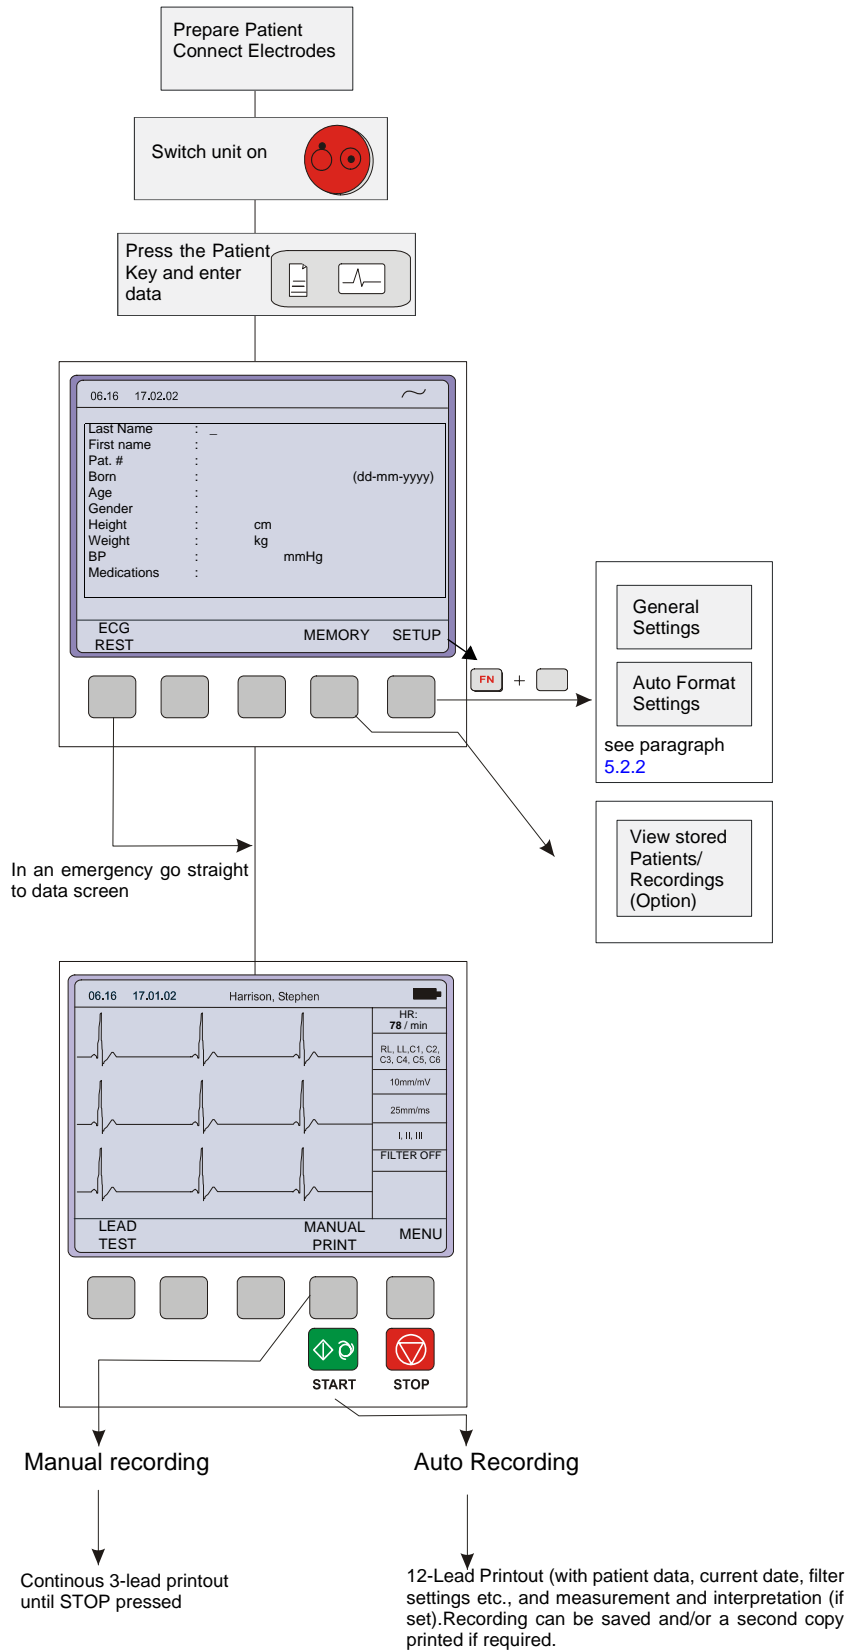 Prepare Patient
Connect Electrodes
Switch unit on
Press the Patient
Key and enter
data
06.16 17.02.02
Last Name : _
First name :
Pat. # :
Born : (dd-mm-yyyy)
Age :
Gender :
Height : cm
Weight : kg
BP : mmHg
Medications :
ECG
REST
MEMORY SETUP
FN +
General
Settings
Auto Format
Settings
see paragraph
5.2.2
View stored
Patients/
Recordings
(Option)
In an emergency go straight
to data screen
06.16 17.01.02 Harrison, Stephen
HR:
78 / min
RL, LL,C1, C2,
C3, C4, C5, C6
10mm/mV
25mm/ms
I, II, III
FILTER OFF
LEAD
TEST
MANUAL
PRINT
MENU
START STOP
Manual recording
Auto Recording
Continous 3-lead printout
until STOP pressed
12-Lead Printout (with patient data, current date, filter
settings etc., and measurement and interpretation (if
set).Recording can be saved and/or a second copy
printed if required.